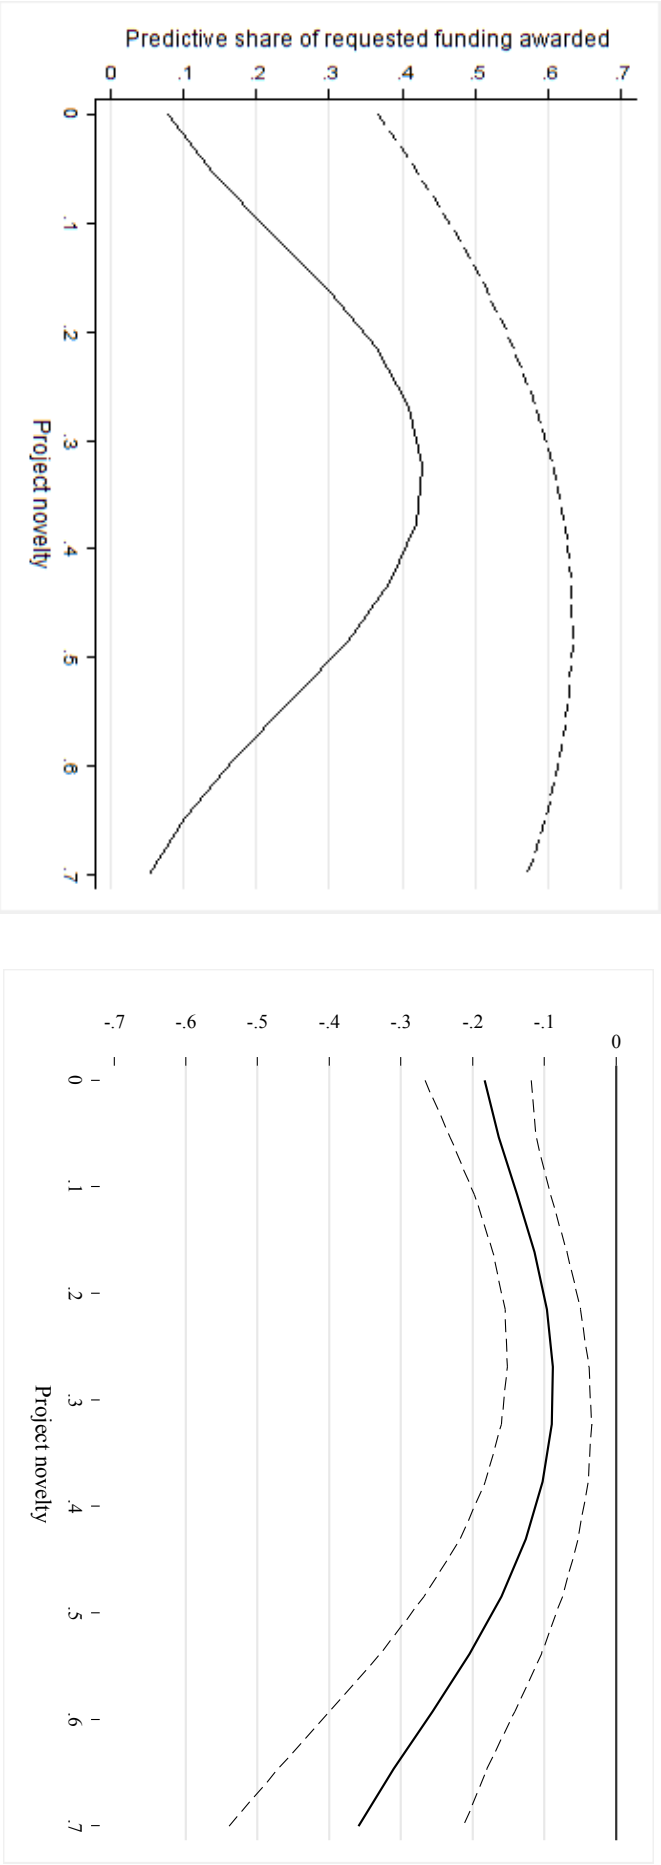 Predictive share of requested funding awarded
0 .1 .2 .3 .4 .5 .6 .7
0 .1 .2 .3 .4 .5 .6 .7
Project novelty
-.7 -.6 -.5 -.4 -.3 -.2 -.1 0
0 .1 .2 .3 .4 .5 .6 .7
Project novelty